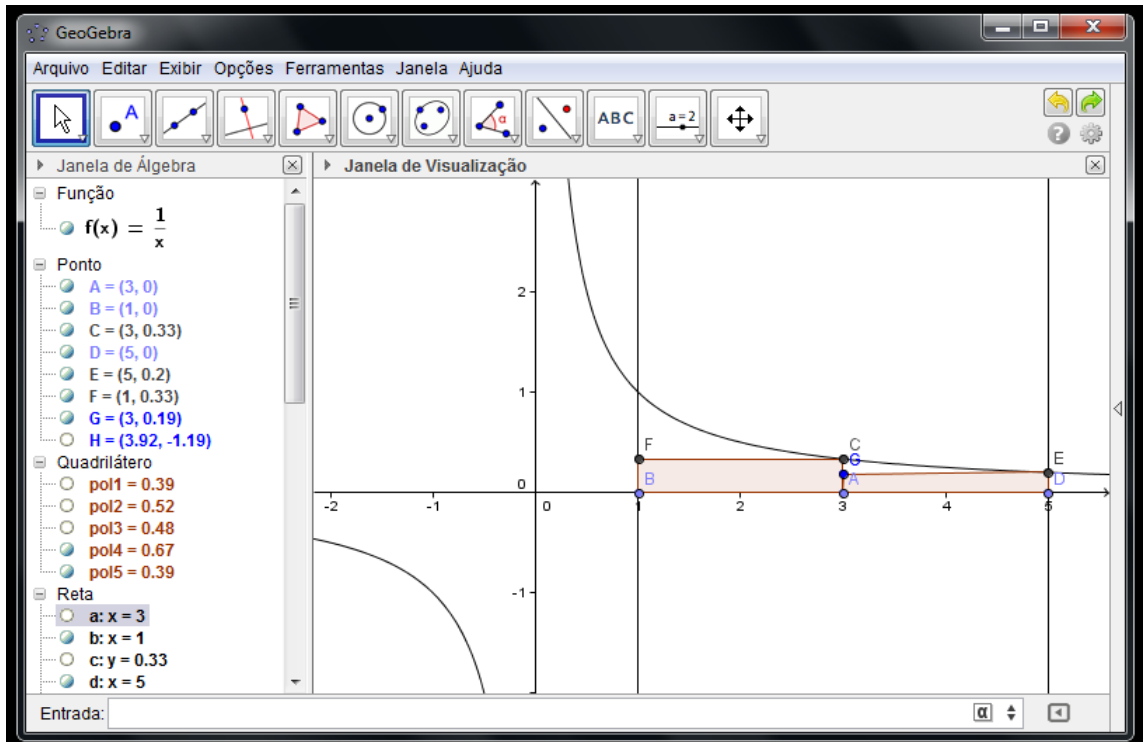 GeoGebra
Arquivo Editar Exibir Opções Ferramentas Janela Ajuda
A α ABC a=2
Janela de Álgebra
Função
f(x) = 1/x
Ponto
A = (3, 0)
B = (1, 0)
C = (3, 0.33)
D = (5, 0)
E = (5, 0.2)
F = (1, 0.33)
G = (3, 0.19)
H = (3.92, -1.19)
Quadrilátero
pol1 = 0.39
pol2 = 0.52
pol3 = 0.48
pol4 = 0.67
pol5 = 0.39
Reta
a: x = 3
b: x = 1
c: y = 0.33
d: x = 5
Janela de Visualização
2
1
F C E
G
B A D
0
-2 -1 0 1 2 3 4 5
-1
Entrada: α